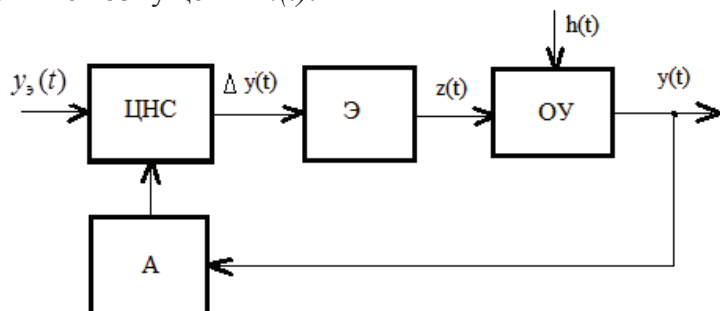 h(t)
yэ(t)
ЦНС
Δ y(t)
Э
z(t)
ОУ
y(t)
А